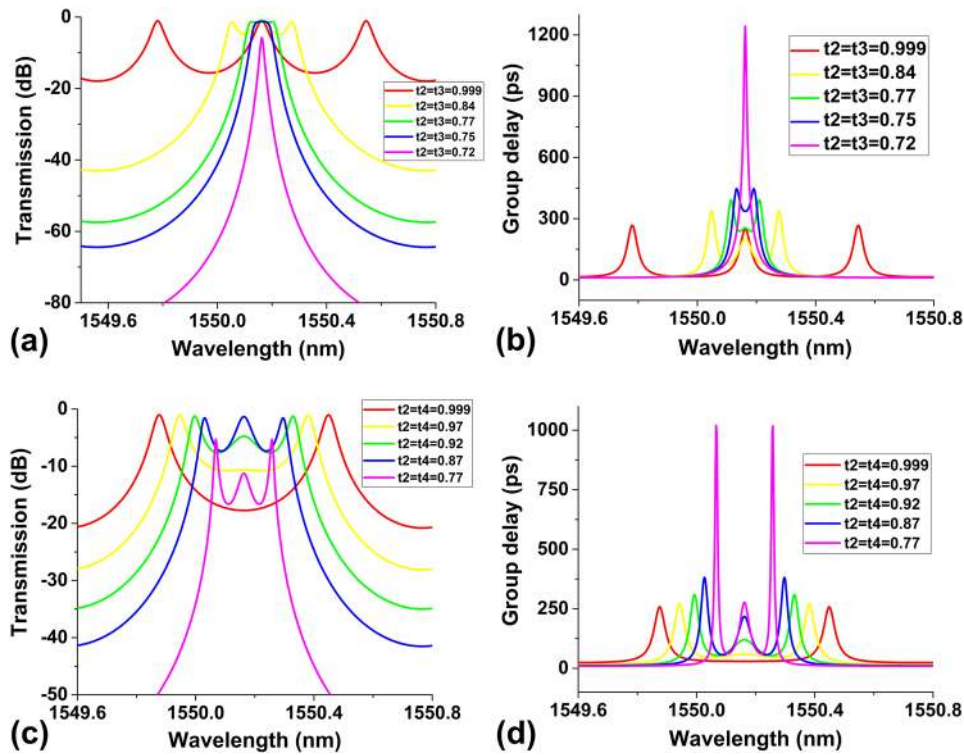 0
-20
-40
-60
-80
Transmission (dB)
t2=t3=0.999
t2=t3=0.84
t2=t3=0.77
t2=t3=0.75
t2=t3=0.72
1549.6 1550.0 1550.4 1550.8
Wavelength (nm)
(a)
1200
900
600
300
0
Group delay (ps)
t2=t3=0.999
t2=t3=0.84
t2=t3=0.77
t2=t3=0.75
t2=t3=0.72
1549.6 1550.0 1550.4 1550.8
Wavelength (nm)
(b)
0
-10
-20
-30
-40
-50
Transmission (dB)
t2=t4=0.999
t2=t4=0.97
t2=t4=0.92
t2=t4=0.87
t2=t4=0.77
1549.6 1550.0 1550.4 1550.8
Wavelength (nm)
(c)
1000
750
500
250
0
Group delay (ps)
t2=t4=0.999
t2=t4=0.97
t2=t4=0.92
t2=t4=0.87
t2=t4=0.77
1549.6 1550.0 1550.4 1550.8
Wavelength (nm)
(d)